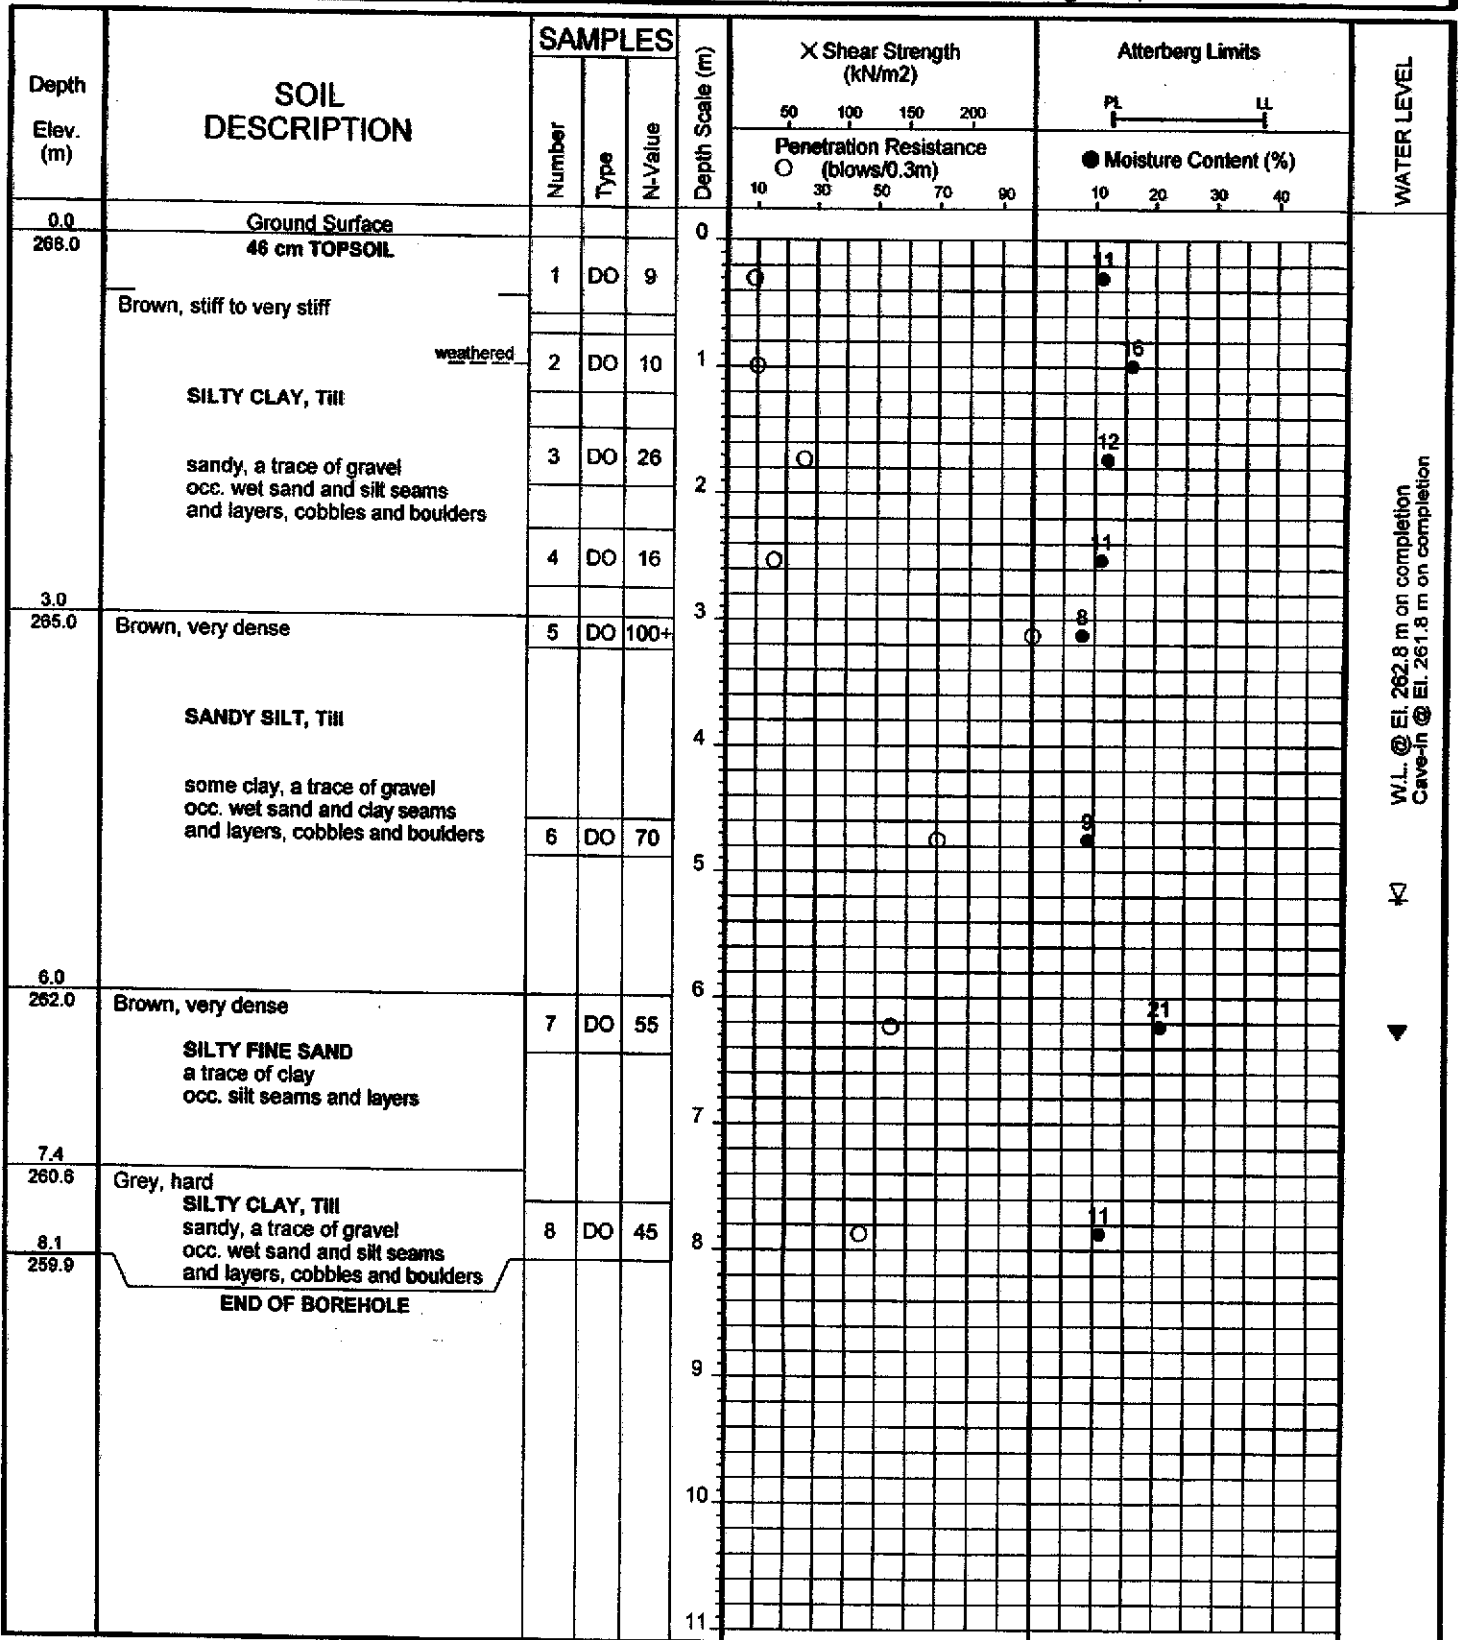 Depth
Elev.
(m)
SOIL
DESCRIPTION
SAMPLES
Number
Type
N-Value
Depth Scale (m)
X Shear Strength
(kN/m2)
50 100 150 200
Penetration Resistance
(blows/0.3m)
10 30 50 70 90
Atterberg Limits
PL LL
Moisture Content (%)
10 20 30 40
WATER LEVEL
0.0
268.0
Ground Surface
46 cm TOPSOIL
1 DO 9
0
11
Brown, stiff to very stiff
weathered
2 DO 10
1
16
SILTY CLAY, Till
sandy, a trace of gravel
occ. wet sand and silt seams
and layers, cobbles and boulders
3 DO 26
12
2
4 DO 16
11
3.0
265.0
Brown, very dense
5 DO 100+
3
8
SANDY SILT, Till
4
some clay, a trace of gravel
occ. wet sand and clay seams
and layers, cobbles and boulders
6 DO 70
9
5
W.L. @ El. 262.8 m on completion
Cave-in @ El. 261.8 m on completion
6.0
262.0
Brown, very dense
7 DO 55
6
21
SILTY FINE SAND
a trace of clay
occ. silt seams and layers
7
7.4
260.6
Grey, hard
SILTY CLAY, Till
sandy, a trace of gravel
occ. wet sand and silt seams
and layers, cobbles and boulders
8 DO 45
11
8
8.1
259.9
END OF BOREHOLE
9
10
11